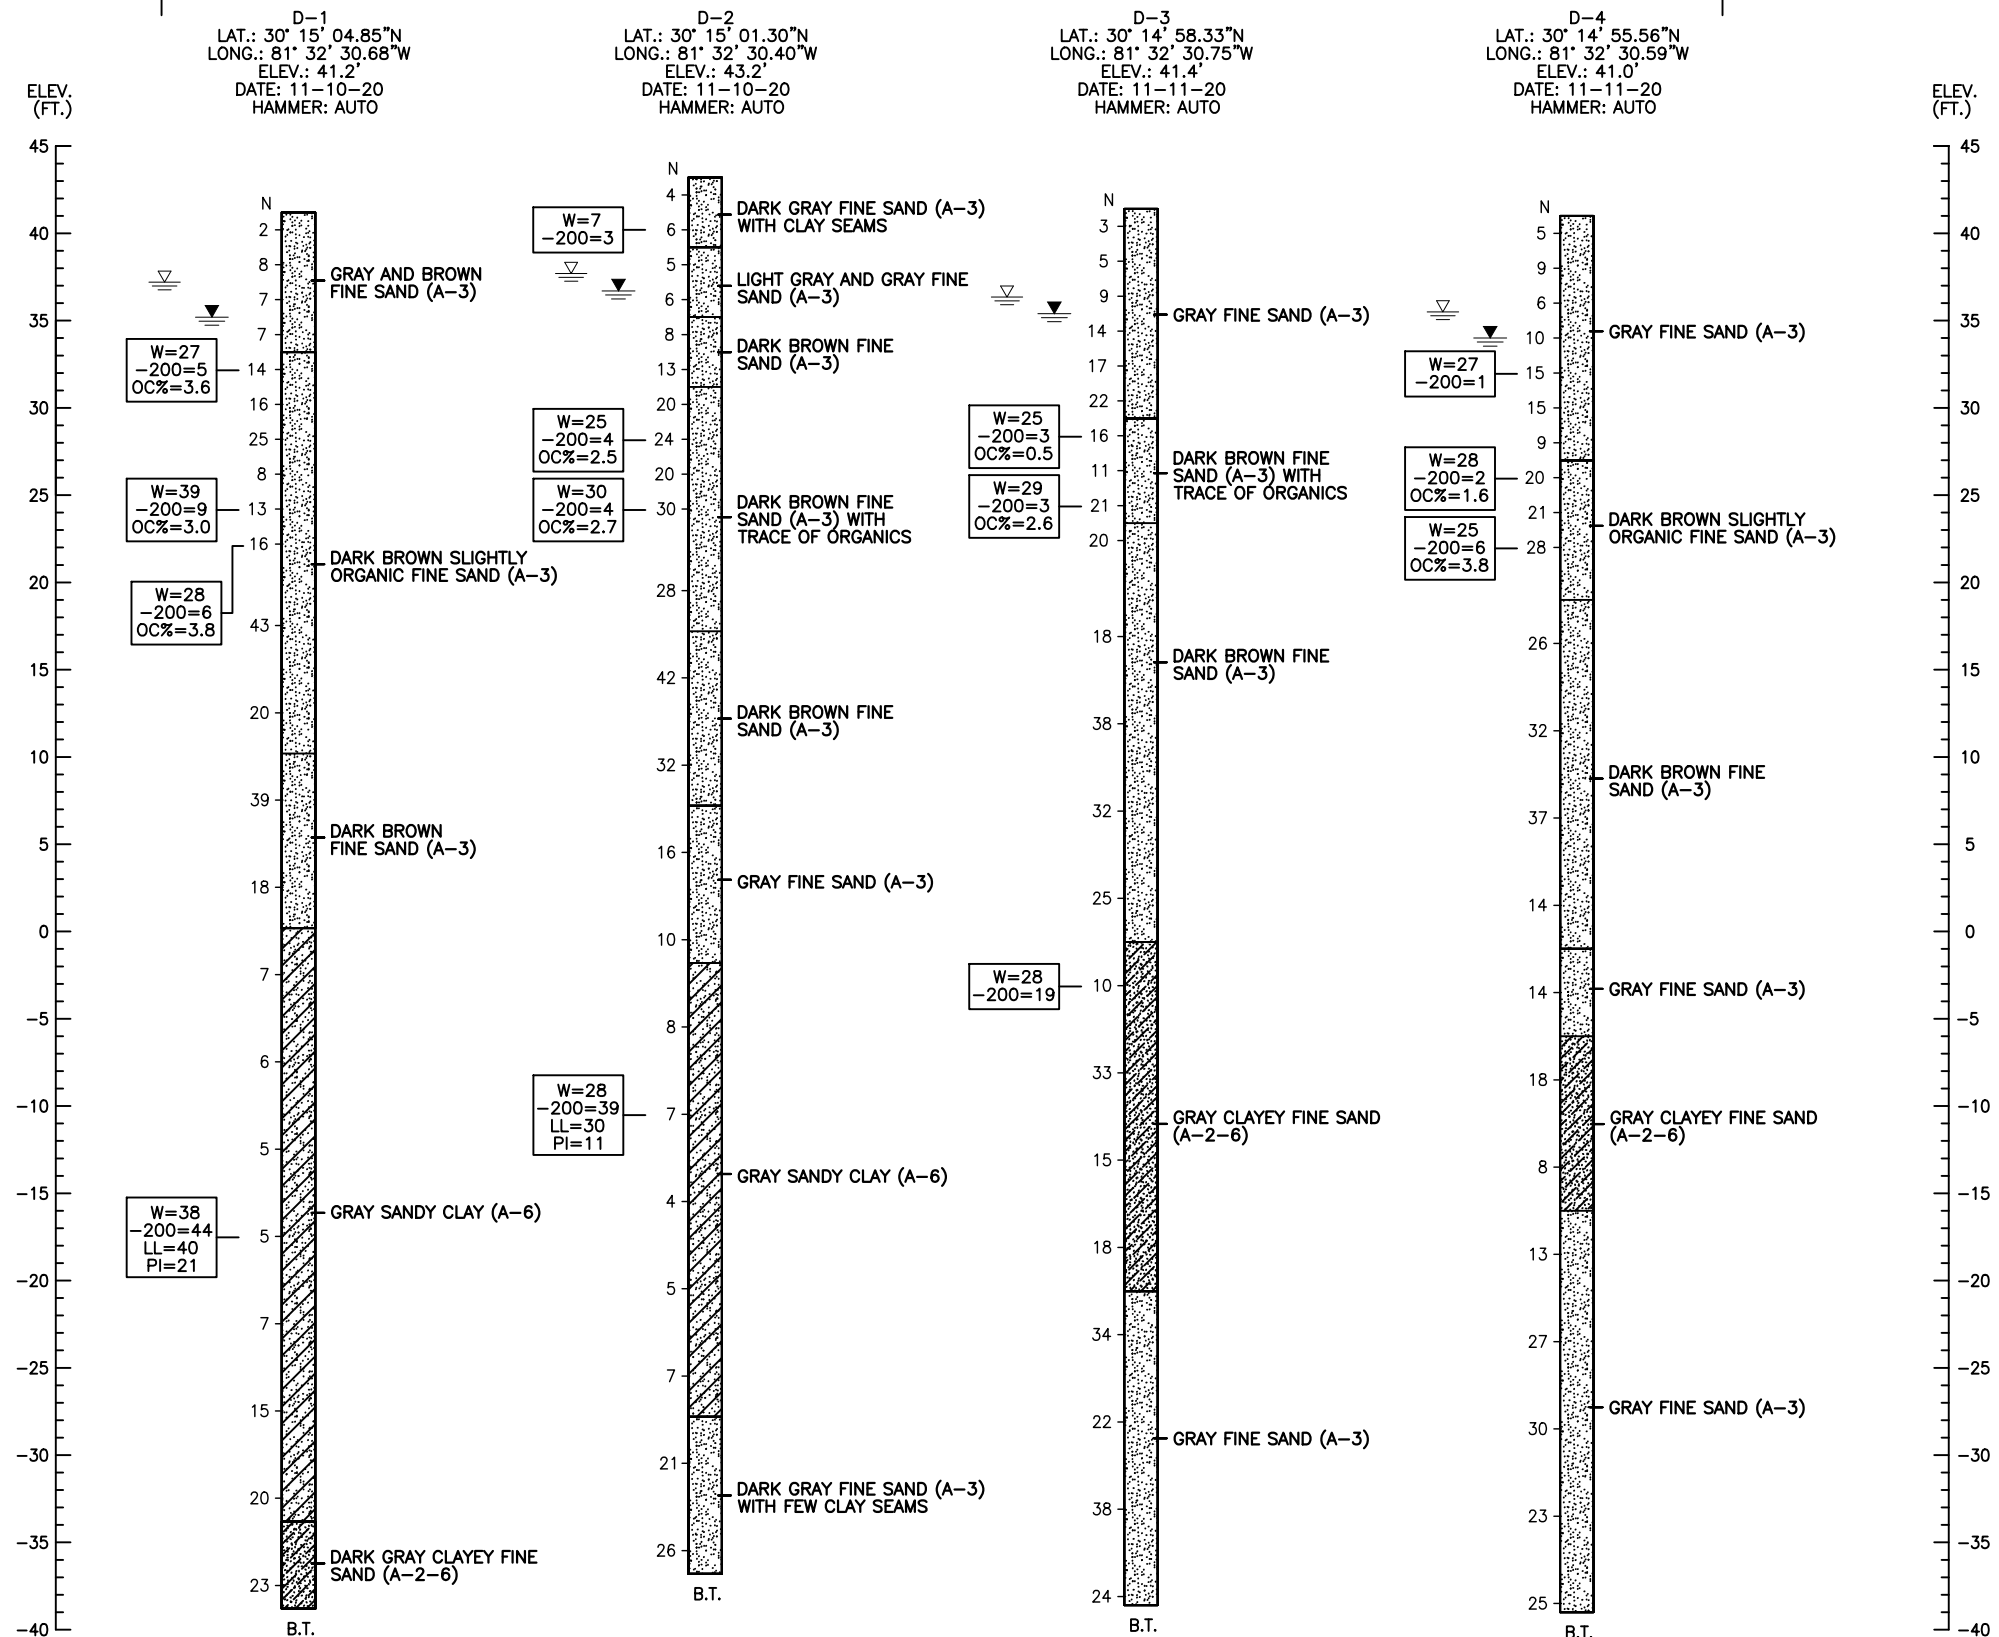 D-1
LAT.: 30° 15' 04.85"N
LONG.: 81° 32' 30.68"W
ELEV.: 41.2'
DATE: 11-10-20
HAMMER: AUTO
D-2
LAT.: 30° 15' 01.30"N
LONG.: 81° 32' 30.40"W
ELEV.: 43.2'
DATE: 11-10-20
HAMMER: AUTO
D-3
LAT.: 30° 14' 58.33"N
LONG.: 81° 32' 30.75"W
ELEV.: 41.4'
DATE: 11-11-20
HAMMER: AUTO
D-4
LAT.: 30° 14' 55.56"N
LONG.: 81° 32' 30.59"W
ELEV.: 41.0'
DATE: 11-11-20
HAMMER: AUTO
ELEV.
(FT.)
45
40
35
30
25
20
15
10
5
0
-5
-10
-15
-20
-25
-30
-35
-40
W=27
-200=5
OC%=3.6
W=39
-200=9
OC%=3.0
W=28
-200=6
OC%=3.8
W=38
-200=44
LL=40
PI=21
N
2
8
7
7
14
16
25
8
13
16
43
20
39
18
7
6
5
5
7
15
20
23
GRAY AND BROWN
FINE SAND (A-3)
DARK BROWN SLIGHTLY
ORGANIC FINE SAND (A-3)
DARK BROWN
FINE SAND (A-3)
GRAY SANDY CLAY (A-6)
DARK GRAY CLAYEY FINE
SAND (A-2-6)
B.T.
W=7
-200=3
W=25
-200=4
OC%=2.5
W=30
-200=4
OC%=2.7
W=28
-200=39
LL=30
PI=11
N
4
6
5
6
8
13
20
24
20
30
28
42
32
16
10
8
7
4
5
7
21
26
DARK GRAY FINE SAND (A-3)
WITH CLAY SEAMS
LIGHT GRAY AND GRAY FINE
SAND (A-3)
DARK BROWN FINE
SAND (A-3)
DARK BROWN FINE
SAND (A-3) WITH
TRACE OF ORGANICS
DARK BROWN FINE
SAND (A-3)
GRAY FINE SAND (A-3)
GRAY SANDY CLAY (A-6)
DARK GRAY FINE SAND (A-3)
WITH FEW CLAY SEAMS
B.T.
W=25
-200=3
OC%=0.5
W=29
-200=3
OC%=2.6
W=28
-200=19
N
3
5
9
14
17
22
16
11
21
20
18
38
32
25
10
33
15
18
34
22
38
24
GRAY FINE SAND (A-3)
DARK BROWN FINE
SAND (A-3) WITH
TRACE OF ORGANICS
DARK BROWN FINE
SAND (A-3)
GRAY CLAYEY FINE SAND
(A-2-6)
GRAY FINE SAND (A-3)
B.T.
W=27
-200=1
W=28
-200=2
OC%=1.6
W=25
-200=6
OC%=3.8
N
5
9
6
10
15
15
9
20
21
28
26
32
37
14
14
18
8
13
27
30
23
25
GRAY FINE SAND (A-3)
DARK BROWN SLIGHTLY
ORGANIC FINE SAND (A-3)
DARK BROWN FINE
SAND (A-3)
GRAY FINE SAND (A-3)
GRAY CLAYEY FINE SAND
(A-2-6)
GRAY FINE SAND (A-3)
B.T.
ELEV.
(FT.)
45
40
35
30
25
20
15
10
5
0
-5
-10
-15
-20
-25
-30
-35
-40